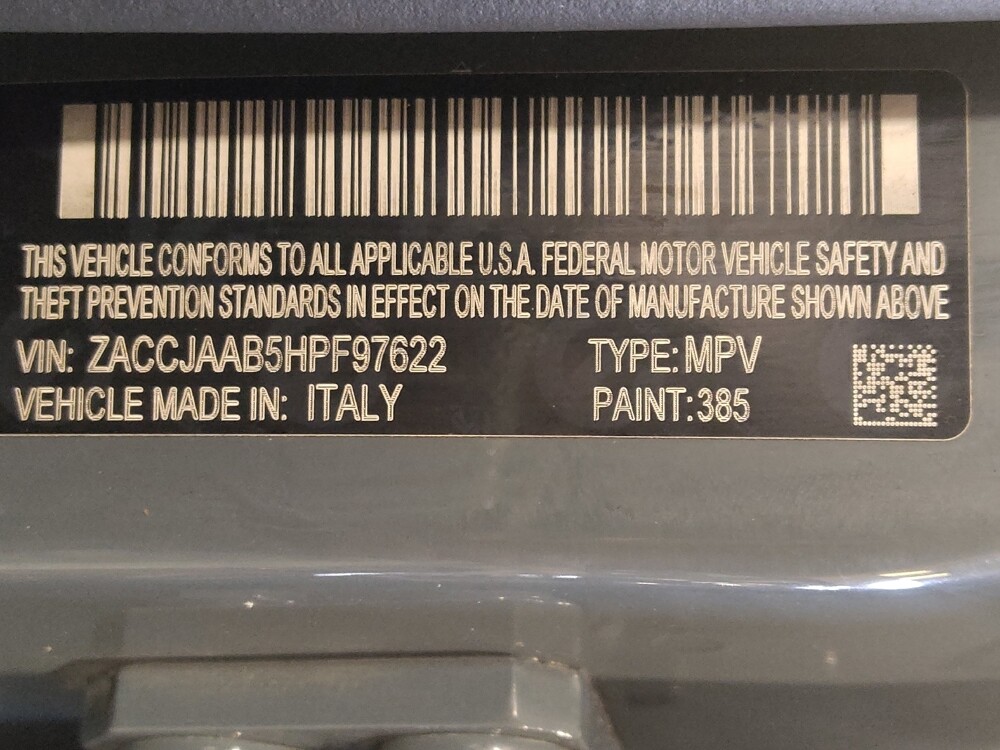 THIS VEHICLE CONFORMS TO ALL APPLICABLE U.S.A. FEDERAL MOTOR VEHICLE SAFETY AND
THEFT PREVENTION STANDARDS IN EFFECT ON THE DATE OF MANUFACTURE SHOWN ABOVE
VIN: ZACCJAAB5HPF97622 TYPE: MPV
VEHICLE MADE IN: ITALY PAINT: 385